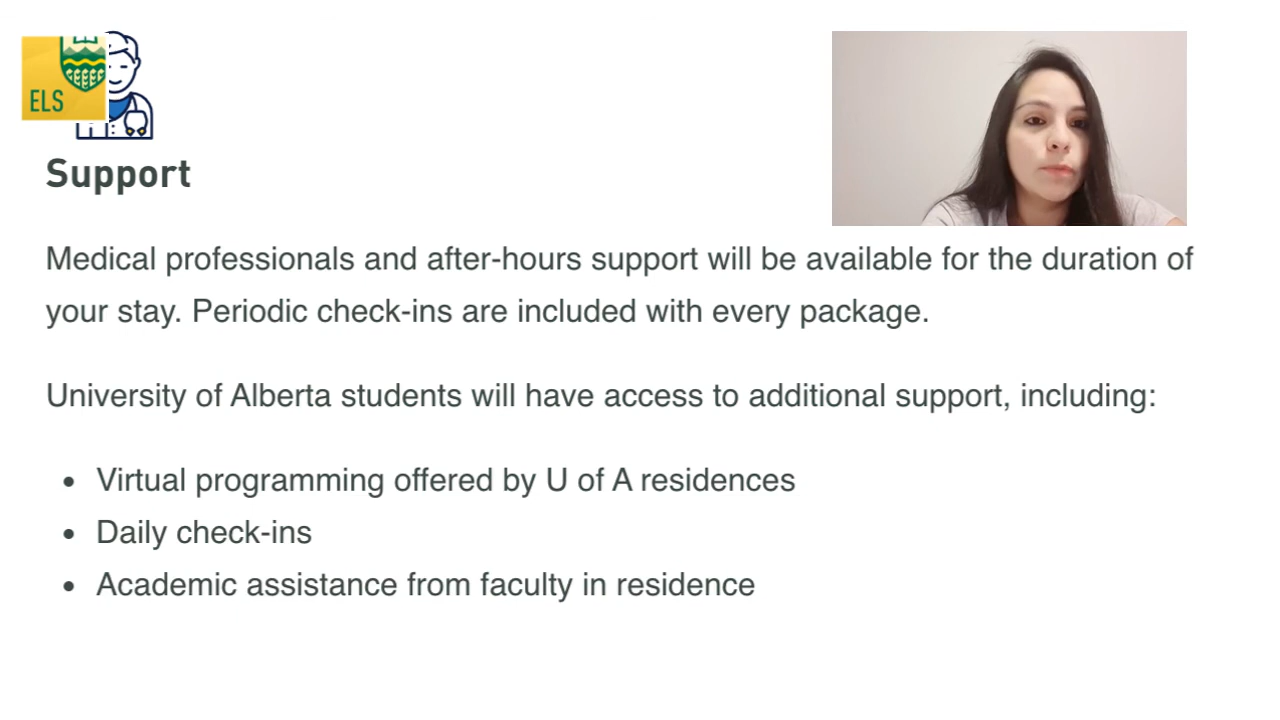 ELS
Support
Medical professionals and after-hours support will be available for the duration of
your stay. Periodic check-ins are included with every package.
University of Alberta students will have access to additional support, including:
• Virtual programming offered by U of A residences
• Daily check-ins
• Academic assistance from faculty in residence